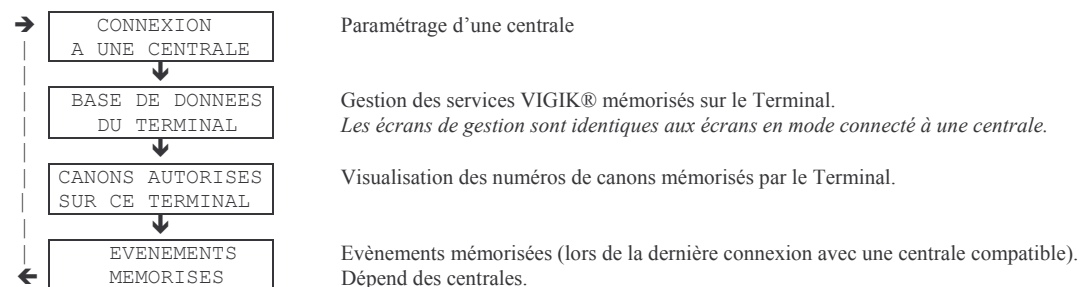 CONNEXION
A UNE CENTRALE
Paramétrage d’une centrale
BASE DE DONNEES
DU TERMINAL
Gestion des services VIGIK® mémorisés sur le Terminal.
Les écrans de gestion sont identiques aux écrans en mode connecté à une centrale.
CANONS AUTORISES
SUR CE TERMINAL
Visualisation des numéros de canons mémorisés par le Terminal.
EVENEMENTS
MEMORISES
Evènements mémorisées (lors de la dernière connexion avec une centrale compatible).
Dépend des centrales.